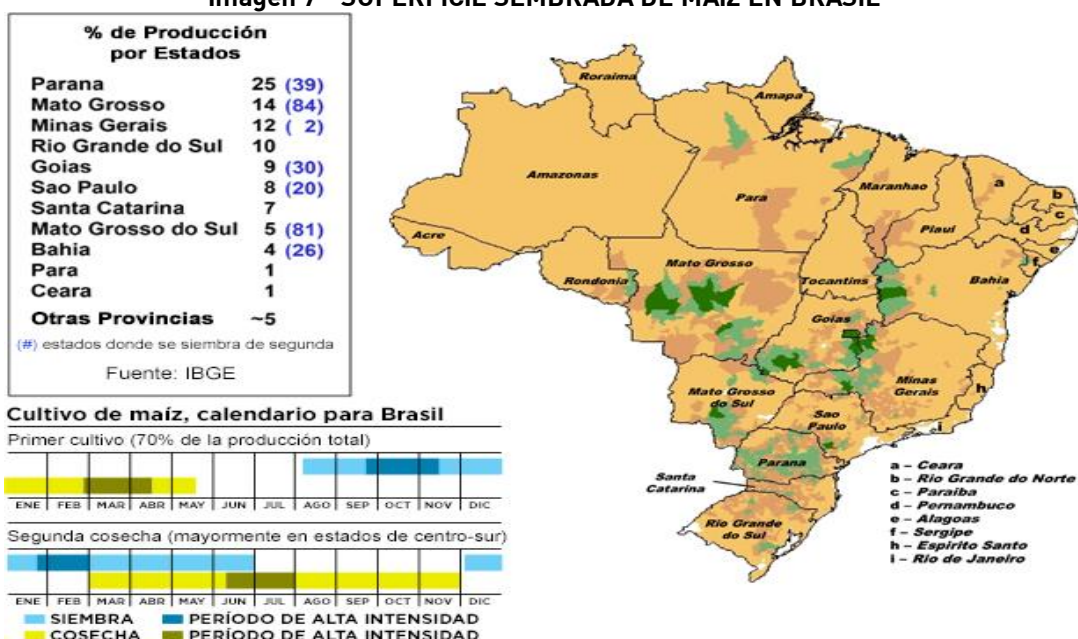 Imagen 7 - SUPERFICIE SEMBRADA DE MAÍZ EN BRASIL
% de Producción
por Estados
Parana 25 (39)
Mato Grosso 14 (84)
Minas Gerais 12 ( 2)
Rio Grande do Sul 10
Goias 9 (30)
Sao Paulo 8 (20)
Santa Catarina 7
Mato Grosso do Sul 5 (81)
Bahia 4 (26)
Para 1
Ceara 1
Otras Provincias ~5
(#) estados donde se siembra de segunda
Fuente: IBGE
Cultivo de maíz, calendario para Brasil
Primer cultivo (70% de la producción total)
ENE FEB MAR ABR MAY JUN JUL AGO SEP OCT NOV DIC
Segunda cosecha (mayormente en estados de centro-sur)
ENE FEB MAR ABR MAY JUN JUL AGO SEP OCT NOV DIC
SIEMBRA PERÍODO DE ALTA INTENSIDAD
COSECHA PERÍODO DE ALTA INTENSIDAD
Roraima
Amapa
Amazonas
Para
Maranhao
a
b
c
d
e
f
Piaui
Acre
Rondonia
Mato Grosso
Tocantins
Bahia
Goias
Minas
Gerais
h
Mato Grosso
do Sul
Sao
Paulo
i
Parana
Santa
Catarina
Rio Grande
do Sul
a – Ceara
b – Rio Grande do Norte
c – Paraiba
d – Pernambuco
e – Alagoas
f – Sergipe
h – Espirito Santo
i – Rio de Janeiro